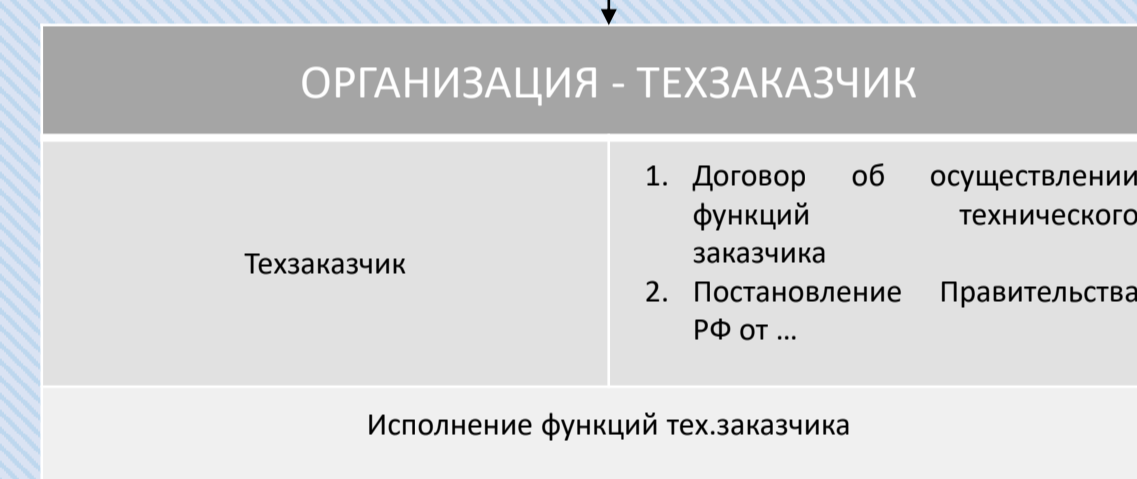 ОРГАНИЗАЦИЯ - ТЕХЗАКАЗЧИК
Техзаказчик
1. Договор об осуществлении
функций технического
заказчика
2. Постановление Правительства
РФ от ...
Исполнение функций тех.заказчика